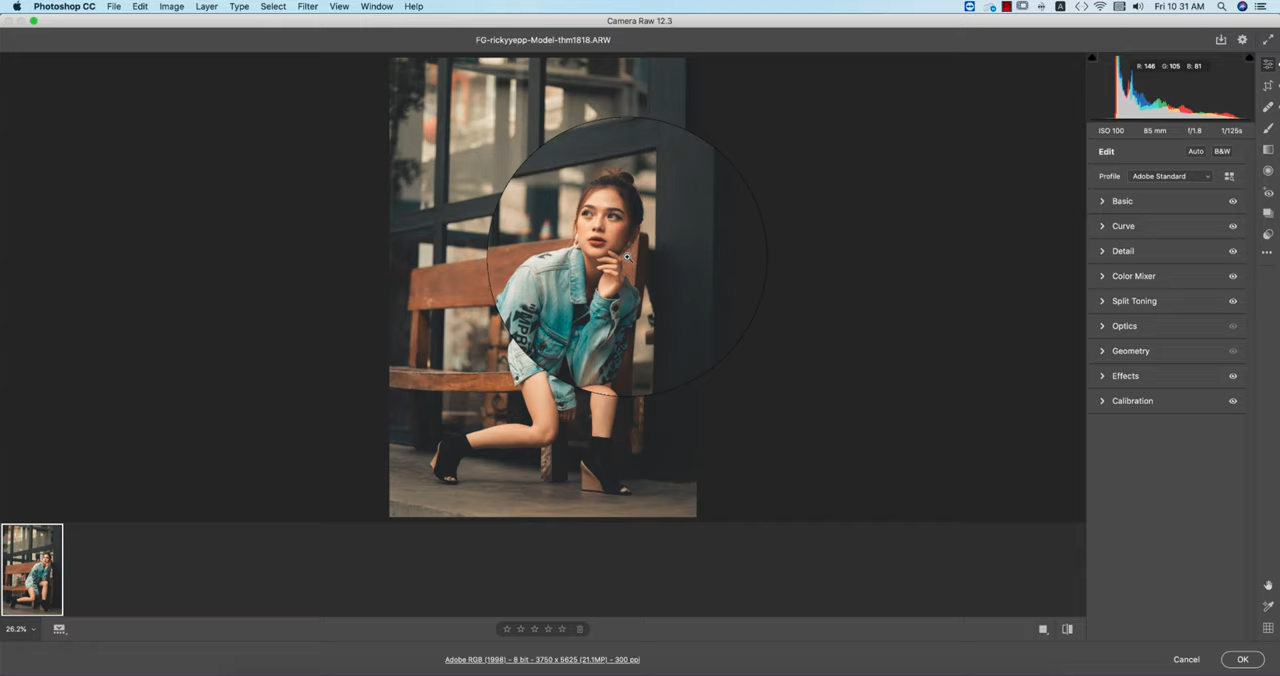 Photoshop CC File Edit Image Layer Type Select Filter View Window Help A Fri 10 31 AM
Camera Raw 12.3
FG-rickyyepp-Model-thm1818.ARW
R: 146 G: 105 B: 81
ISO 100 85 mm f/1.8 1/125s
Edit Auto B&W
Profile Adobe Standard
Basic
Curve
Detail
Color Mixer
Split Toning
Optics
Geometry
Effects
Calibration
26.2%
Adobe RGB (1998) - 8 bit - 3750 x 5625 (21.1MP) - 300 ppi
Cancel OK